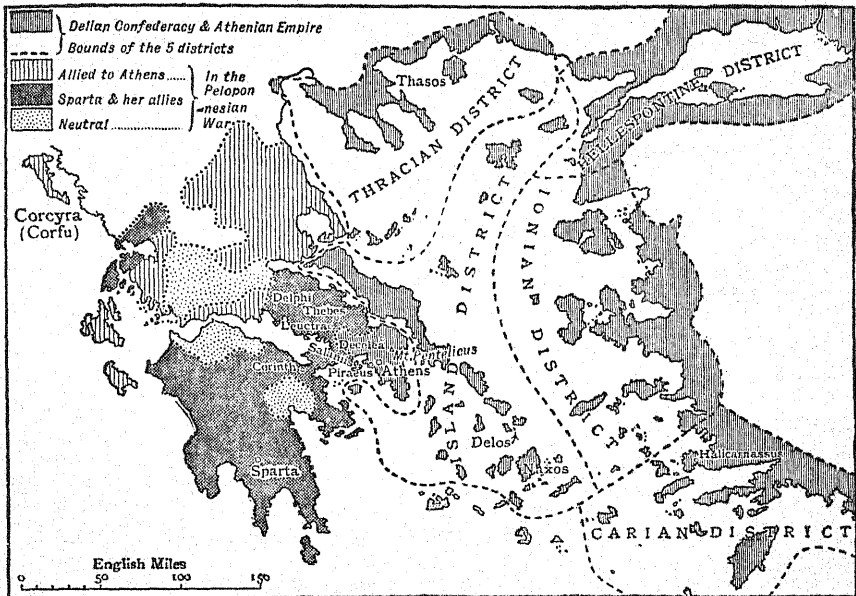 Delian Confederacy & Athenian Empire
Bounds of the 5 districts
Allied to Athens.....
Sparta & her allies
Neutral
In the
Pelopon
=nesian
War
Thasos
THRACIAN DISTRICT
HELLESPONTINE DISTRICT
Corcyra
(Corfu)
ISLAND DISTRICT
IONIAN DISTRICT
Delphi
Thebes
Leuctra
Decelea
Mt. Pentelicus
Salamis
Corinth
Piraeus
Athens
Delos
Naxos
Halicarnassus
Sparta
CARIAN DISTRICT
English Miles
0 50 100 150